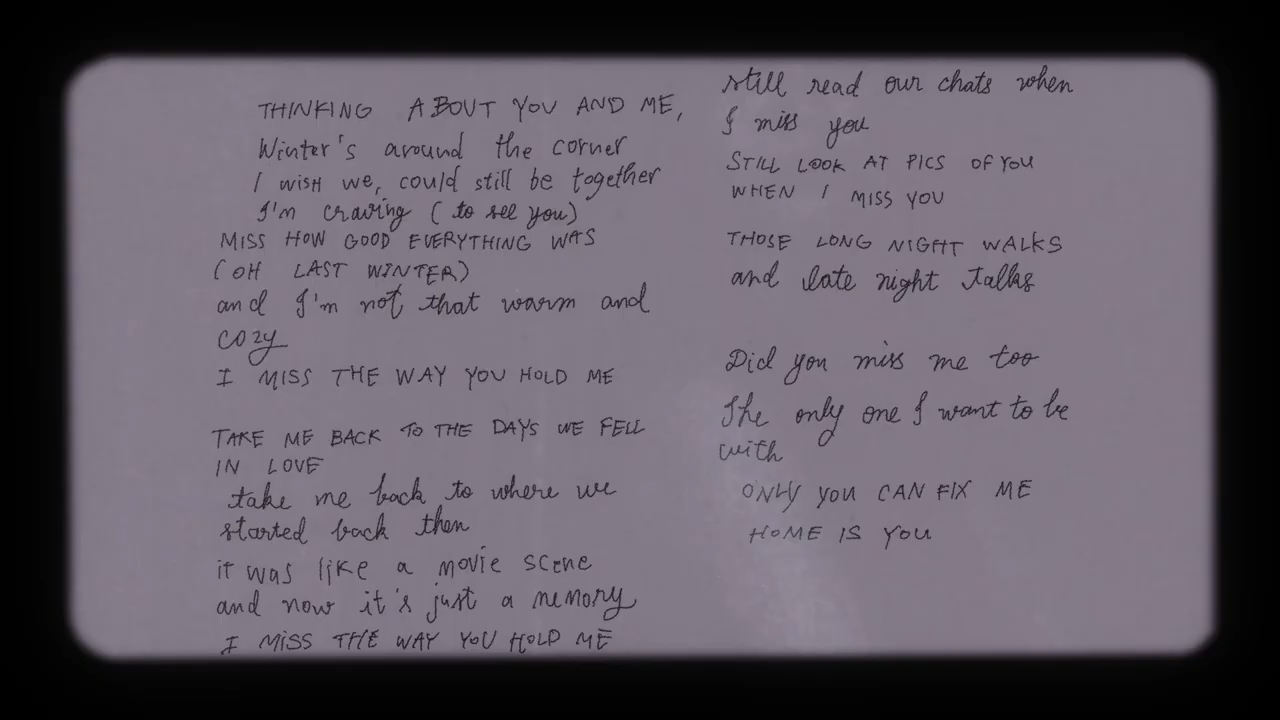 THINKING ABOUT YOU AND ME,
Winter's around the corner
I WISH we, could still be together
I'm craving ( to see you)
MISS HOW GOOD EVERYTHING WAS
(OH LAST WINTER)
and I'm not that warm and
cozy
I MISS THE WAY YOU HOLD ME
TAKE ME BACK TO THE DAYS WE FELL
IN LOVE
take me back to where we
started back then
it was like a movie scene
and now it's just a memory
I MISS THE WAY YOU HOLD ME
still read our chats when
I miss you
STILL LOOK AT PICS OF YOU
WHEN I MISS YOU
THOSE LONG NIGHT WALKS
and late night talks
Did you miss me too
The only one I want to be
with
ONLY YOU CAN FIX ME
HOME IS YOU